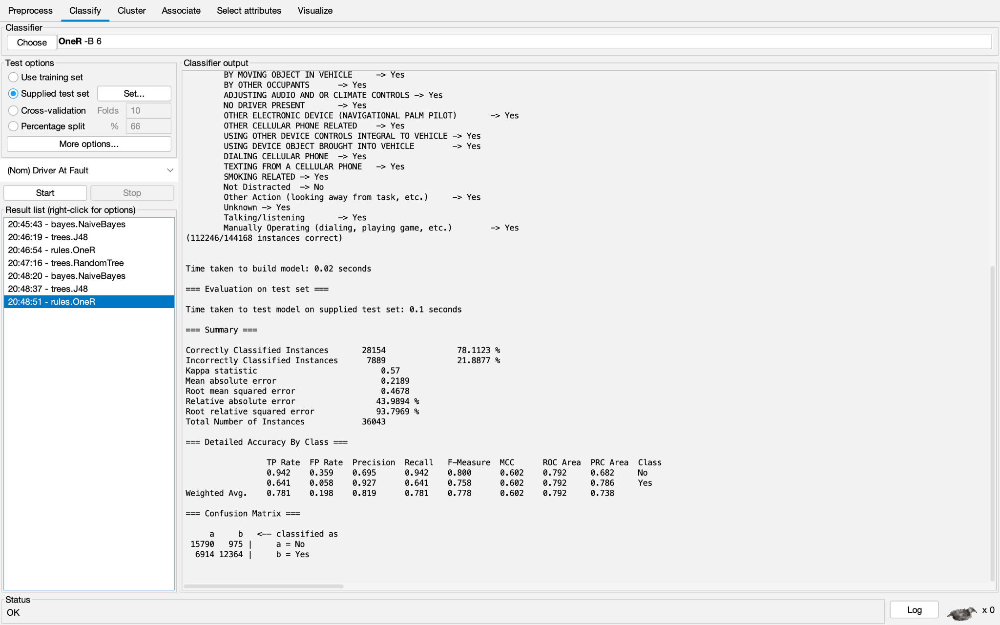 Preprocess Classify Cluster Associate Select attributes Visualize
Classifier
Choose OneR -B 6
Test options
Use training set
Supplied test set Set...
Cross-validation Folds 10
Percentage split % 66
More options...
(Nom) Driver At Fault
Start Stop
Result list (right-click for options)
20:45:43 - bayes.NaiveBayes
20:46:19 - trees.J48
20:46:54 - rules.OneR
20:47:16 - trees.RandomTree
20:48:20 - bayes.NaiveBayes
20:48:37 - trees.J48
20:48:51 - rules.OneR
Classifier output
BY MOVING OBJECT IN VEHICLE -> Yes
BY OTHER OCCUPANTS -> Yes
ADJUSTING AUDIO AND OR CLIMATE CONTROLS -> Yes
NO DRIVER PRESENT -> Yes
OTHER ELECTRONIC DEVICE (NAVIGATIONAL PALM PILOT) -> Yes
OTHER CELLULAR PHONE RELATED -> Yes
USING OTHER DEVICE CONTROLS INTEGRAL TO VEHICLE -> Yes
USING DEVICE OBJECT BROUGHT INTO VEHICLE -> Yes
DIALING CELLULAR PHONE -> Yes
TEXTING FROM A CELLULAR PHONE -> Yes
SMOKING RELATED -> Yes
Not Distracted -> No
Other Action (looking away from task, etc.) -> Yes
Unknown -> Yes
Talking/listening -> Yes
Manually Operating (dialing, playing game, etc.) -> Yes
(112246/144168 instances correct)
Time taken to build model: 0.02 seconds
=== Evaluation on test set ===
Time taken to test model on supplied test set: 0.1 seconds
=== Summary ===
Correctly Classified Instances 28154 78.1123 %
Incorrectly Classified Instances 7889 21.8877 %
Kappa statistic 0.57
Mean absolute error 0.2189
Root mean squared error 0.4678
Relative absolute error 43.9894 %
Root relative squared error 93.7969 %
Total Number of Instances 36043
=== Detailed Accuracy By Class ===
TP Rate FP Rate Precision Recall F-Measure MCC ROC Area PRC Area Class
0.942 0.359 0.695 0.942 0.800 0.602 0.792 0.682 No
0.641 0.058 0.927 0.641 0.758 0.602 0.792 0.786 Yes
Weighted Avg. 0.781 0.198 0.819 0.781 0.778 0.602 0.792 0.738
=== Confusion Matrix ===
a b <-- classified as
15790 975 | a = No
6914 12364 | b = Yes
Status
OK
Log x 0